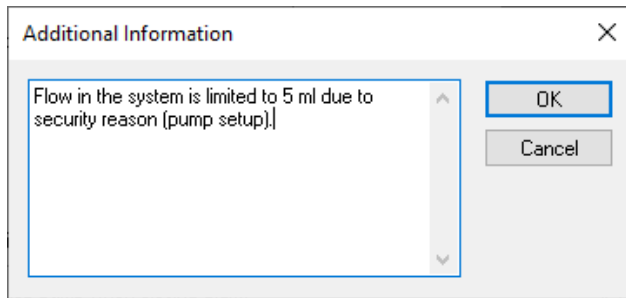 Additional Information
Flow in the system is limited to 5 ml due to
security reason (pump setup).
OK
Cancel